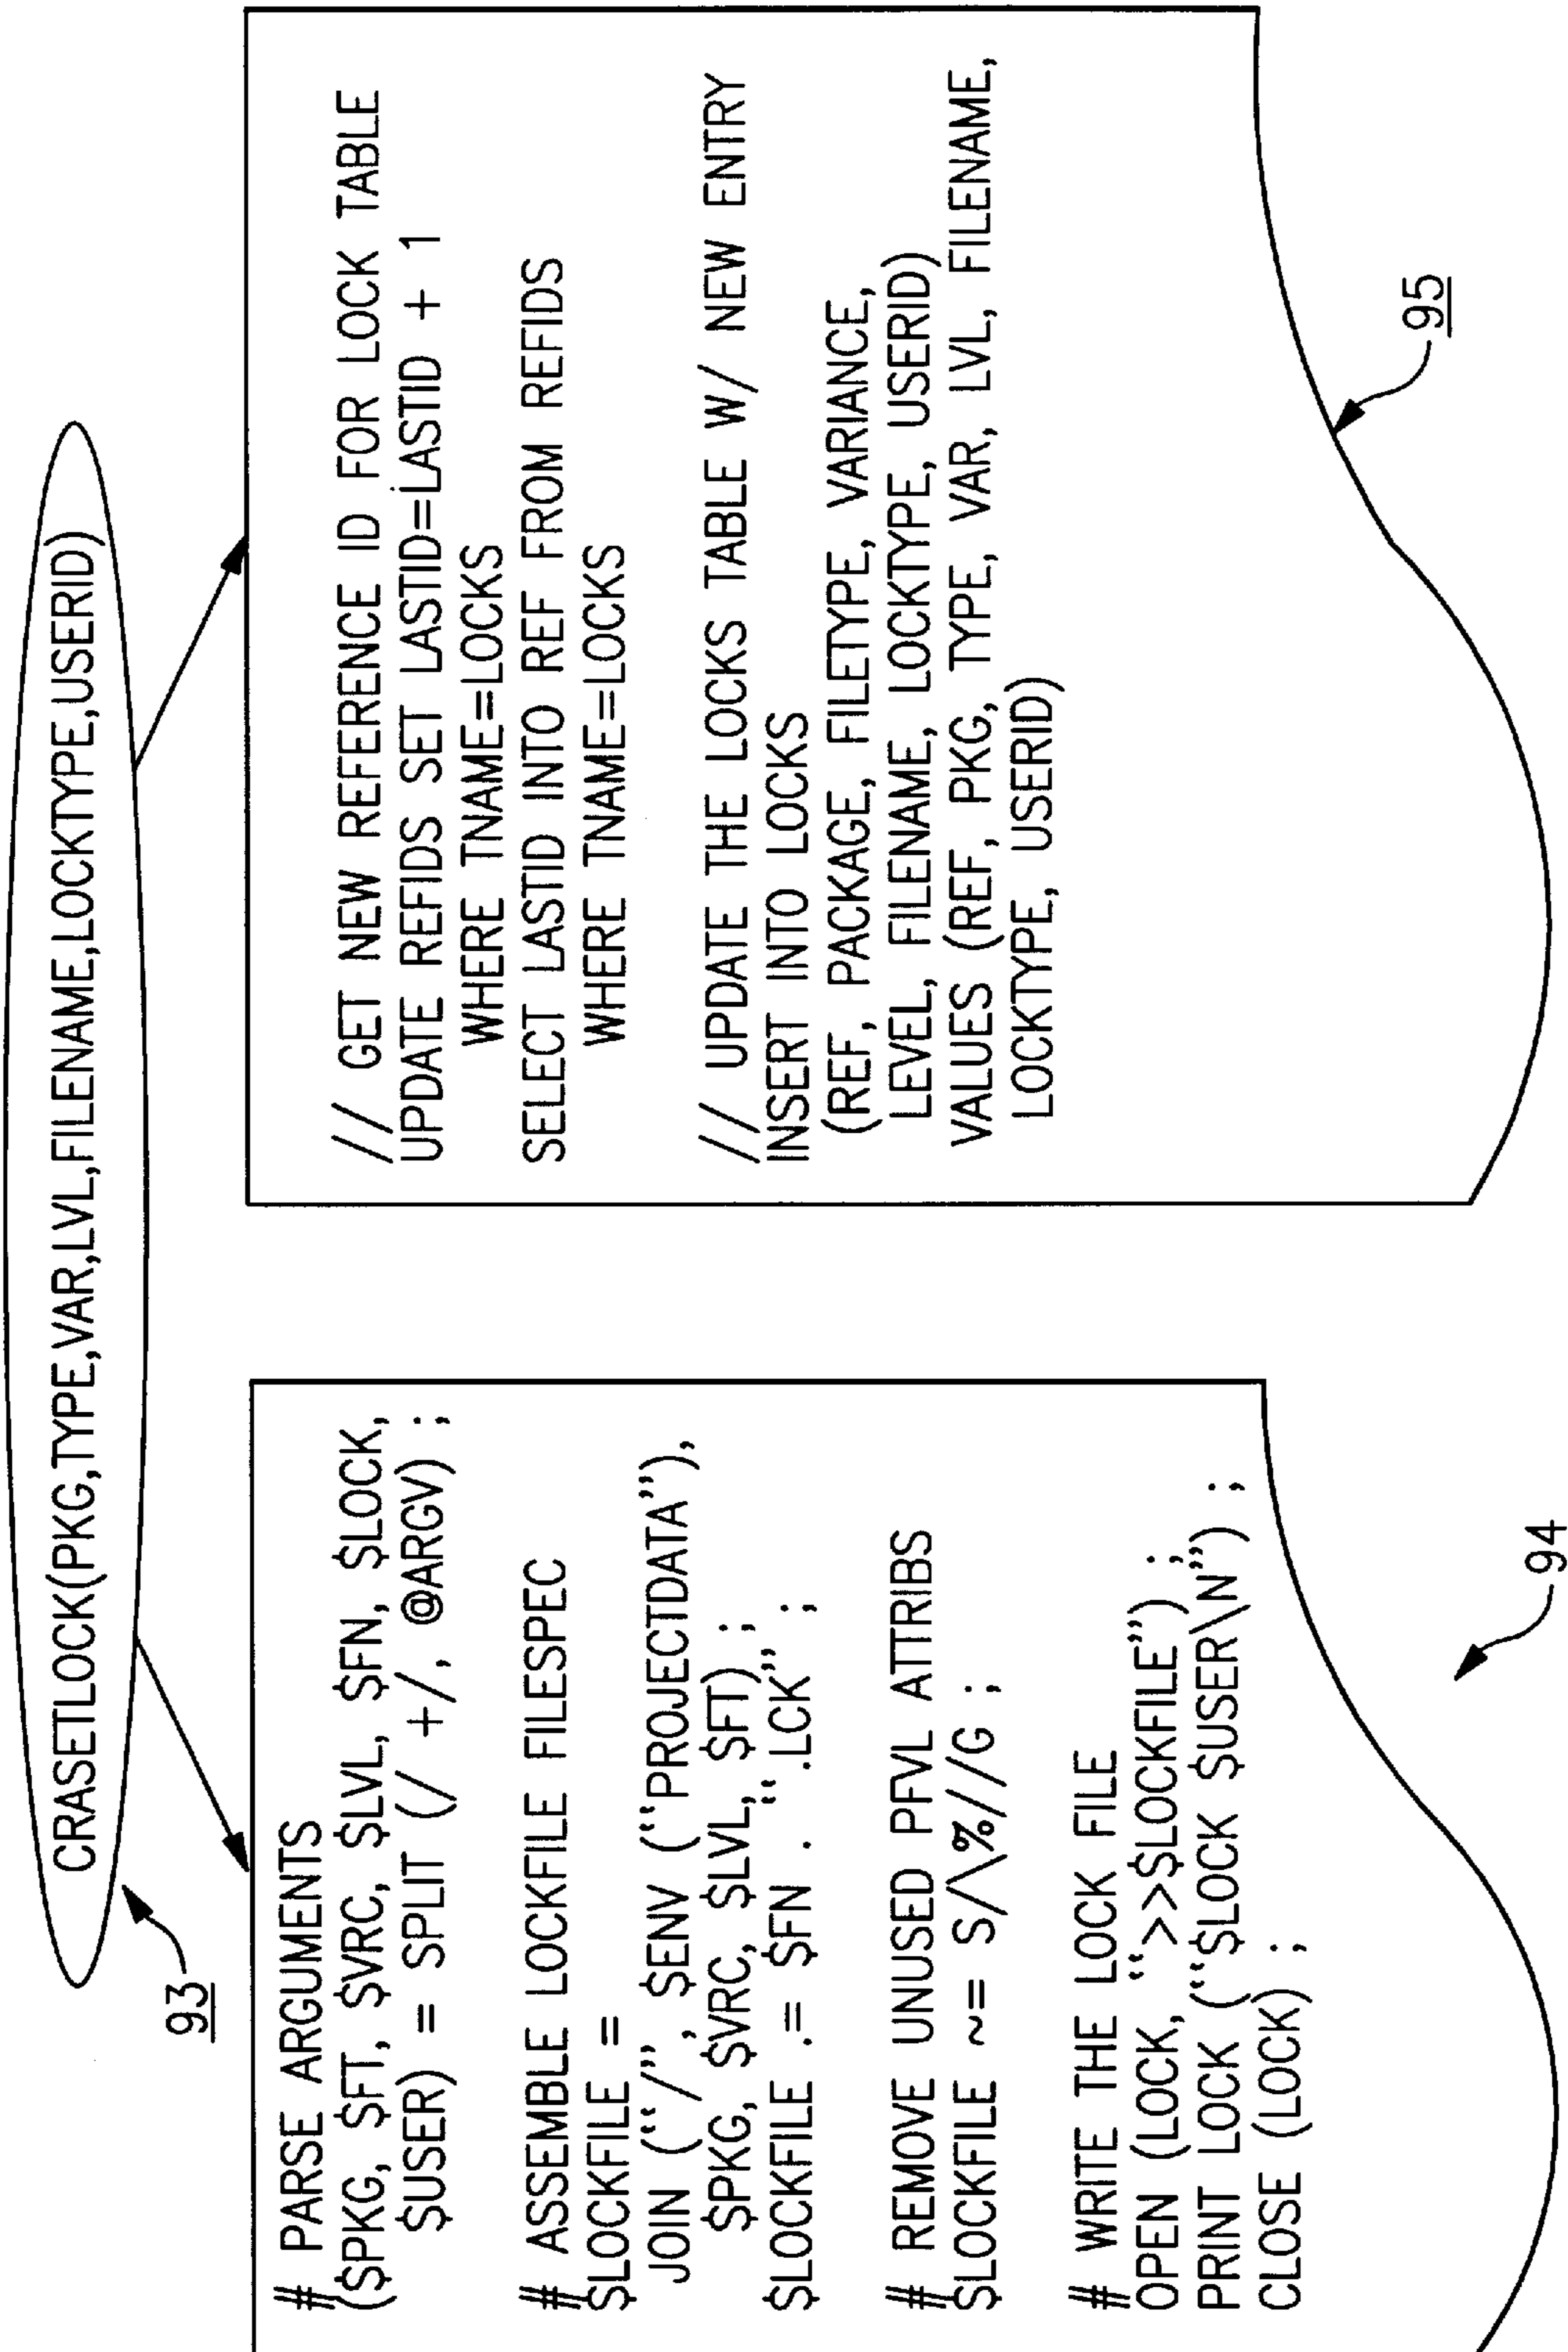 CRASETLOCK(PKG,TYPE,VAR,LVL,FILENAME,LOCKTYPE,USERID)
93
# PARSE ARGUMENTS
($PKG, $FT, $VRC, $LVL, $FN, $LOCK,
$USER) = SPLIT (/ +/, @ARGV) ;
# ASSEMBLE LOCKFILE FILESPEC
$LOCKFILE =
JOIN (“/”, $ENV (“PROJECTDATA”),
$PKG, $VRC, $LVL, $FT) ;
$LOCKFILE .= $FN . “.LCK” ;
# REMOVE UNUSED PFVL ATTRIBS
$LOCKFILE ~= S/\%//G ;
# WRITE THE LOCK FILE
OPEN (LOCK, “>>$LOCKFILE”) ;
PRINT LOCK (“$LOCK $USER\N”) ;
CLOSE (LOCK) ;
94
// GET NEW REFERENCE ID FOR LOCK TABLE
UPDATE REFIDS SET LASTID=LASTID + 1
WHERE TNAME=LOCKS
SELECT LASTID INTO REF FROM REFIDS
WHERE TNAME=LOCKS
// UPDATE THE LOCKS TABLE W/ NEW ENTRY
INSERT INTO LOCKS
(REF, PACKAGE, FILETYPE, VARIANCE,
LEVEL, FILENAME, LOCKTYPE, USERID)
VALUES (REF, PKG, TYPE, VAR, LVL, FILENAME,
LOCKTYPE, USERID)
95